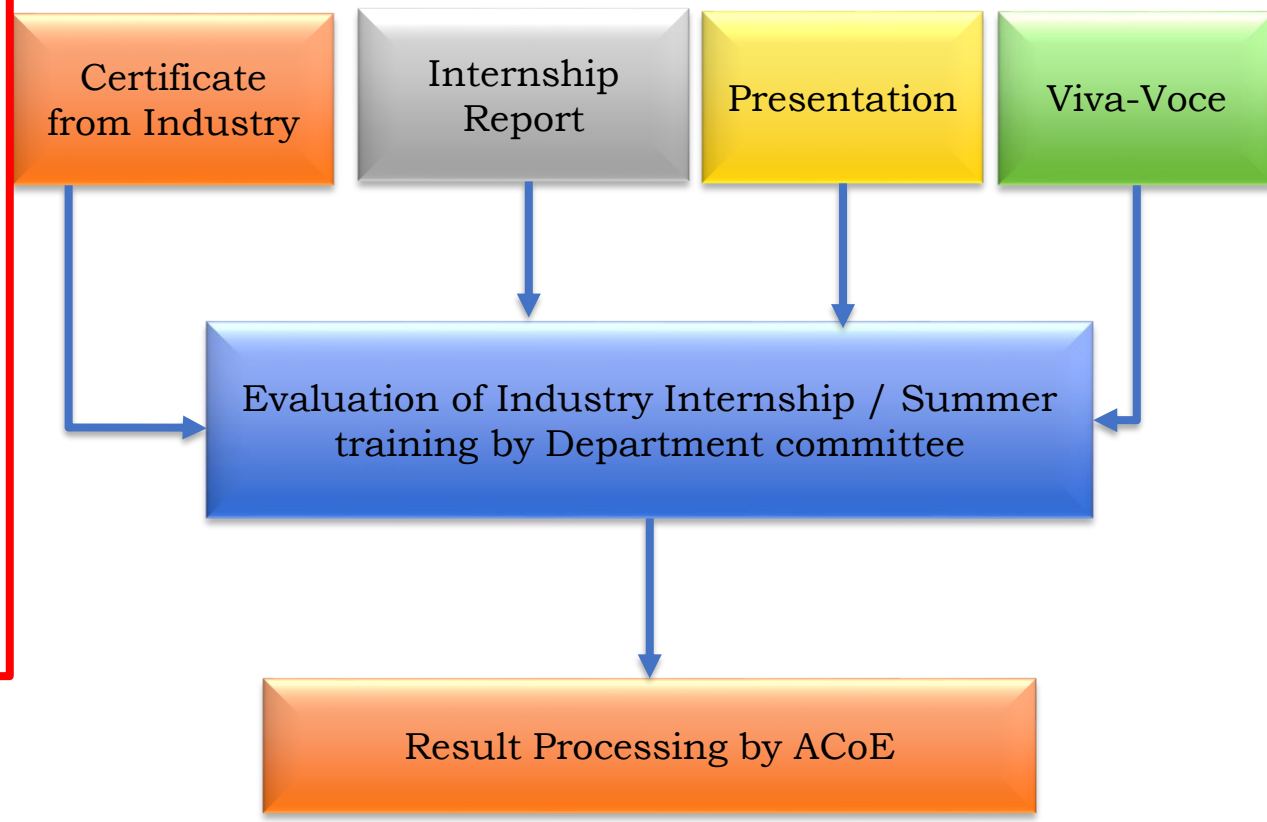 Certificate
from Industry
Internship
Report
Presentation
Viva-Voce
Evaluation of Industry Internship / Summer
training by Department committee
Result Processing by ACoE